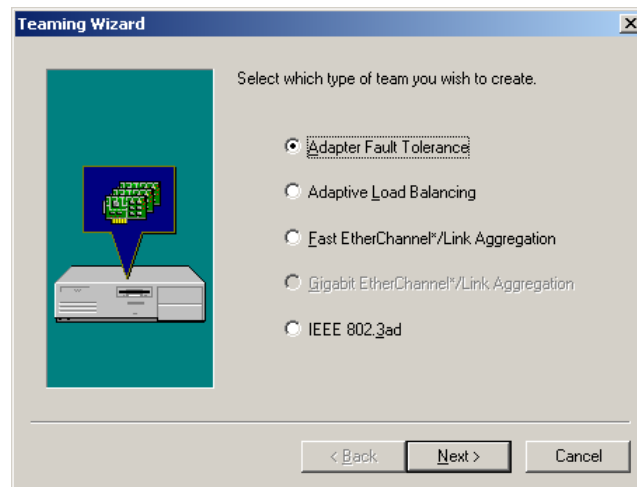 Teaming Wizard
Select which type of team you wish to create.
Adapter Fault Tolerance
Adaptive Load Balancing
Fast EtherChannel*/Link Aggregation
Gigabit EtherChannel*/Link Aggregation
IEEE 802.3ad
< Back
Next >
Cancel